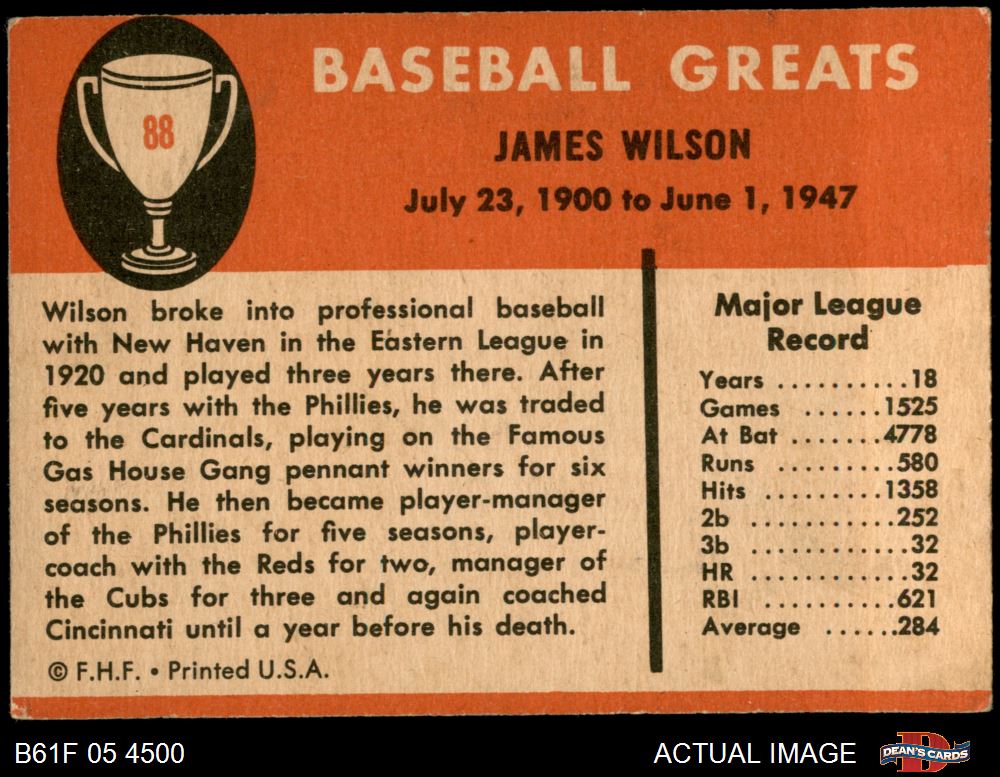 88
BASEBALL GREATS
JAMES WILSON
July 23, 1900 to June 1, 1947
Wilson broke into professional baseball
with New Haven in the Eastern League in
1920 and played three years there. After
five years with the Phillies, he was traded
to the Cardinals, playing on the Famous
Gas House Gang pennant winners for six
seasons. He then became player-manager
of the Phillies for five seasons, player-
coach with the Reds for two, manager of
the Cubs for three and again coached
Cincinnati until a year before his death.
© F.H.F. • Printed U.S.A.
Major League
Record
Years ..........18
Games ......1525
At Bat .......4778
Runs .........580
Hits .........1358
2b ...........252
3b ............32
HR ............32
RBI ..........621
Average ......284
B61F 05 4500
ACTUAL IMAGE
D
DEAN'S CARDS